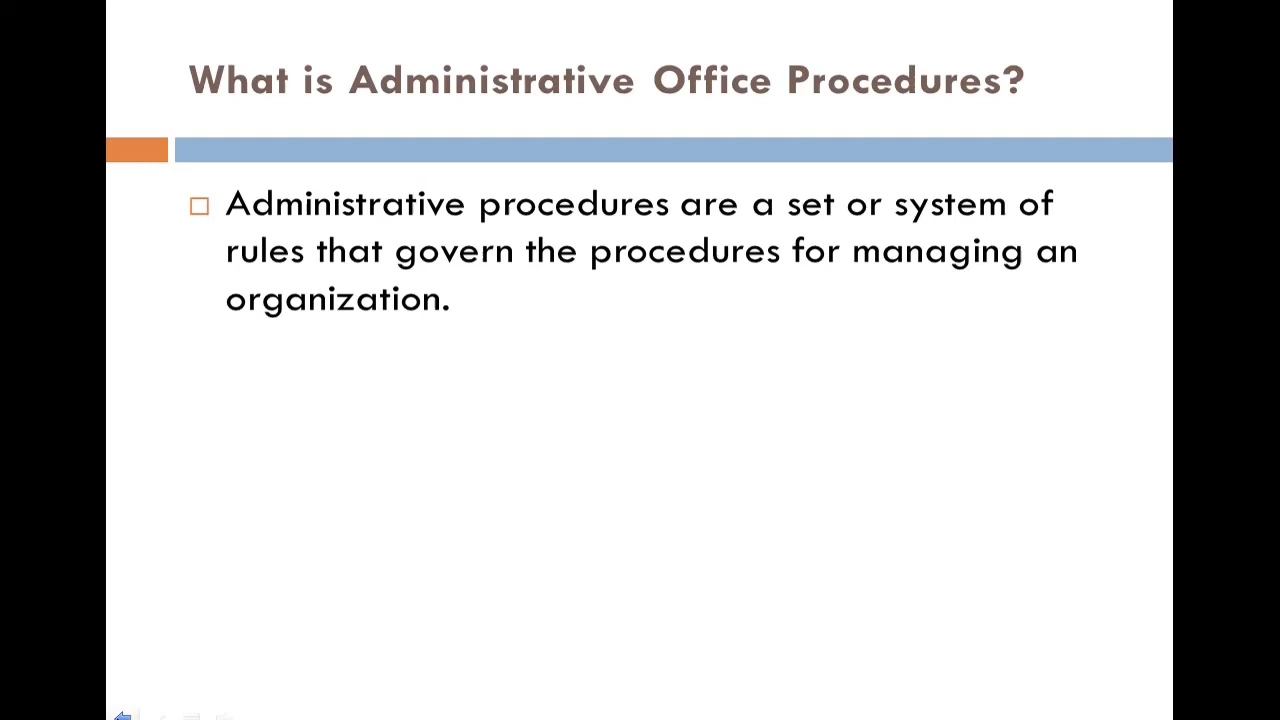 What is Administrative Office Procedures?
Administrative procedures are a set or system of
rules that govern the procedures for managing an
organization.